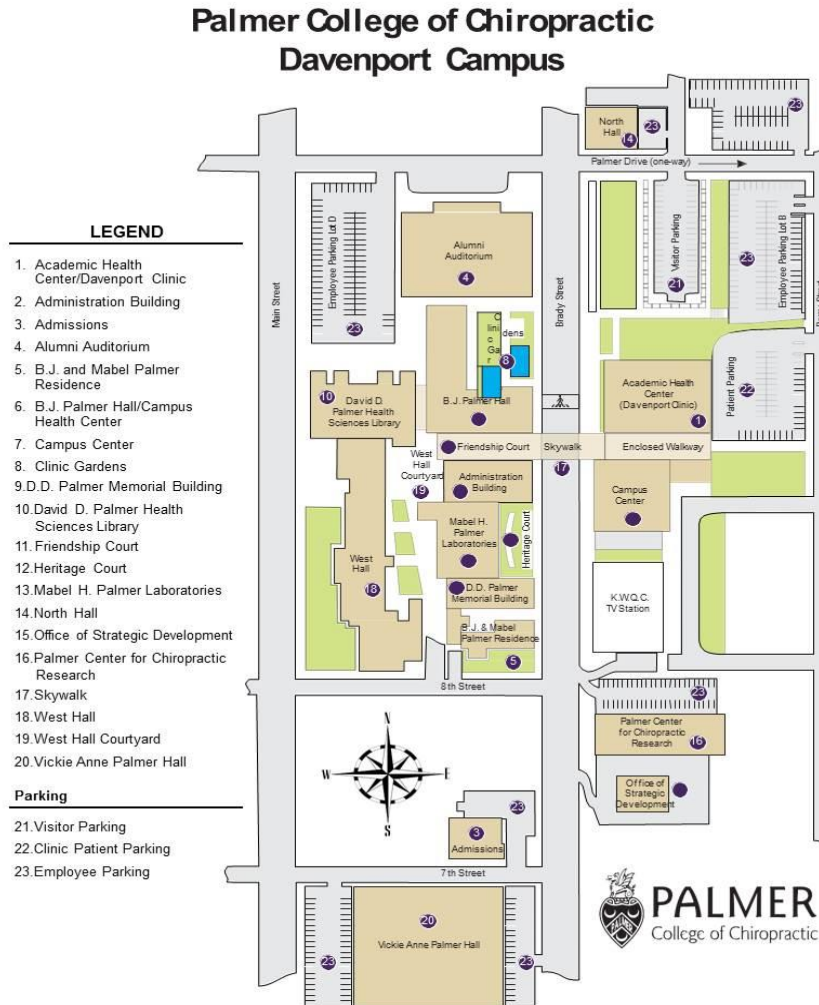 Palmer College of Chiropractic
Davenport Campus
LEGEND
1. Academic Health
Center/Davenport Clinic
2. Administration Building
3. Admissions
4. Alumni Auditorium
5. B.J. and Mabel Palmer
Residence
6. B.J. Palmer Hall/Campus
Health Center
7. Campus Center
8. Clinic Gardens
9.D.D. Palmer Memorial Building
10.David D. Palmer Health
Sciences Library
11. Friendship Court
12.Heritage Court
13.Mabel H. Palmer Laboratories
14.North Hall
15.Office of Strategic Development
16.Palmer Center for Chiropractic
Research
17.Skywalk
18.West Hall
19.West Hall Courtyard
20.Vickie Anne Palmer Hall
Parking
21.Visitor Parking
22.Clinic Patient Parking
23.Employee Parking
North
Hall
14
23
23
Palmer Drive (one-way)
Main Street
Employee Parking Lot D
23
Alumni
Auditorium
4
Brady Street
Visitor Parking
21
Employee Parking Lot B
23
Clinic Gardens
8
10
David D.
Palmer Health
Sciences Library
B.J. Palmer Hall
Academic Health
Center
(Davenport Clinic)
1
Patient Parking
22
Friendship Court
Skywalk
17
Enclosed Walkway
West
Hall
Courtyard
19
Administration
Building
Campus
Center
Mabel H.
Palmer
Laboratories
Heritage Court
West
Hall
18
D.D. Palmer
Memorial Building
K.W.Q.C.
TV Station
B.J. & Mabel
Palmer Residence
5
8th Street
23
Palmer Center
for Chiropractic
Research
16
Office of
Strategic
Development
N
W
E
S
23
3
Admissions
7th Street
20
Vickie Anne Palmer Hall
23
23
PALMER
PALMER
College of Chiropractic